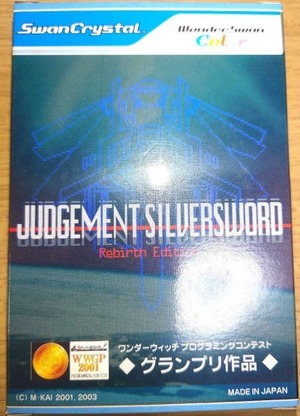 SwanCrystal
WonderSwan
Color
JUDGEMENT SILVERSWORD
Rebirth Edition
WWGP
2001
ワンダーウィッチ プログラミングコンテスト
◆グランプリ作品◆
(C) M-KAI 2001, 2003
MADE IN JAPAN